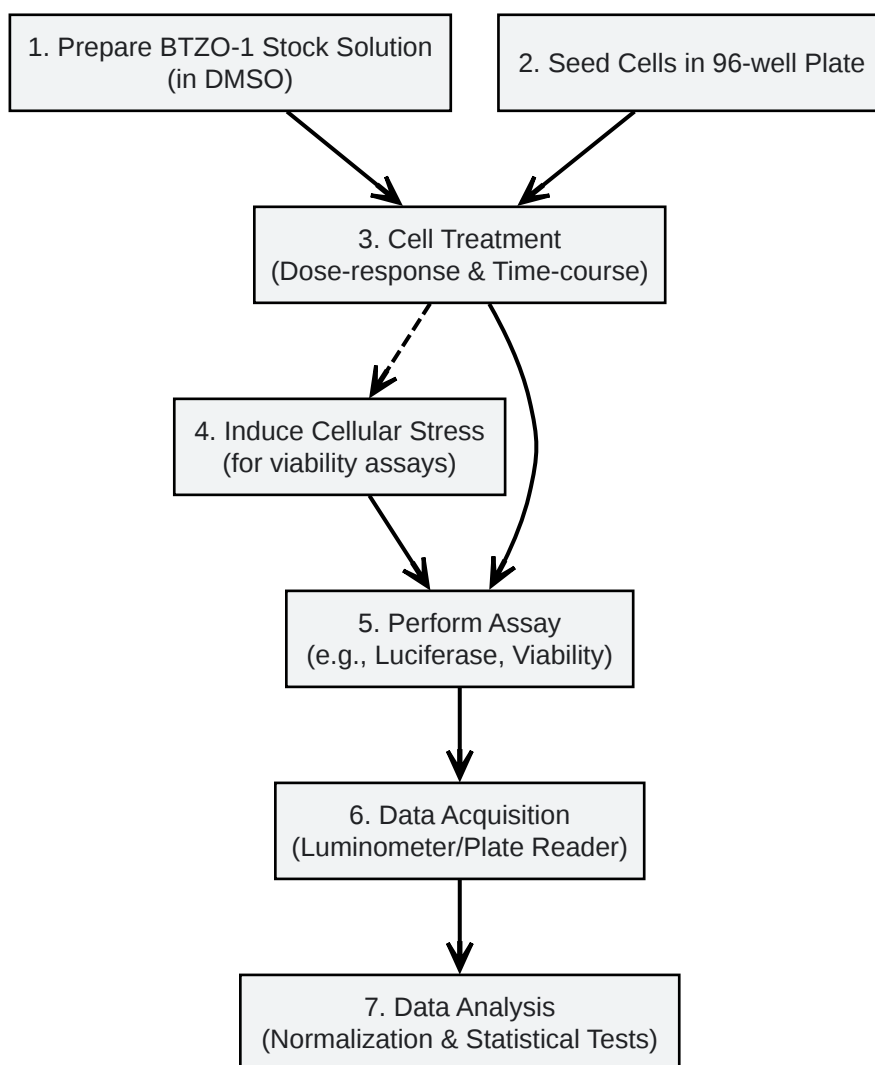 1. Prepare BTZO-1 Stock Solution
(in DMSO)
2. Seed Cells in 96-well Plate
3. Cell Treatment
(Dose-response & Time-course)
4. Induce Cellular Stress
(for viability assays)
5. Perform Assay
(e.g., Luciferase, Viability)
6. Data Acquisition
(Luminometer/Plate Reader)
7. Data Analysis
(Normalization & Statistical Tests)